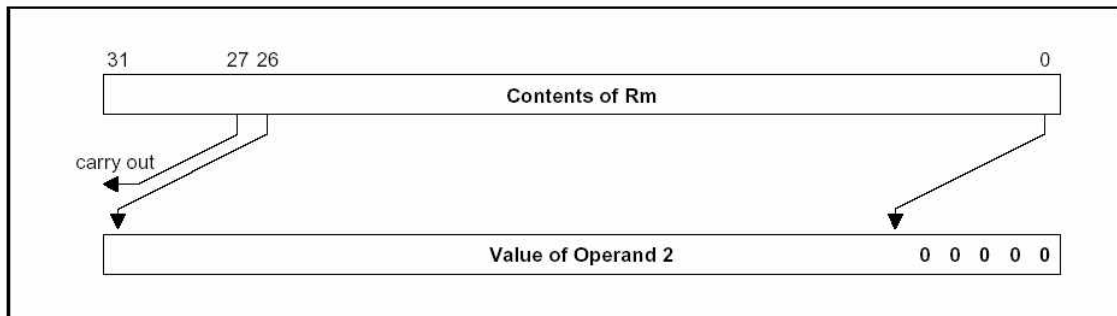 31 27 26 0
Contents of Rm
carry out
Value of Operand 2 0 0 0 0 0